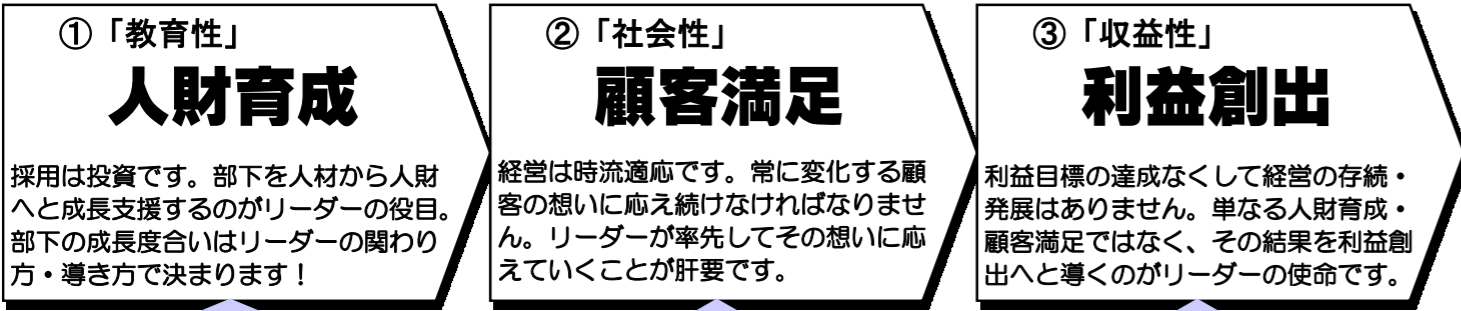 ①「教育性」
人財育成
採用は投資です。部下を人材から人財
へと成長支援するのがリーダーの役目。
部下の成長度合いはリーダーの関わり
方・導き方で決まります！
②「社会性」
顧客満足
経営は時流適応です。常に変化する顧
客の想いに応え続けなければなりませ
ん。リーダーが率先してその想いに応
えていくことが肝要です。
③「収益性」
利益創出
利益目標の達成なくして経営の存続・
発展はありません。単なる人財育成・
顧客満足ではなく、その結果を利益創
出へと導くのがリーダーの使命です。